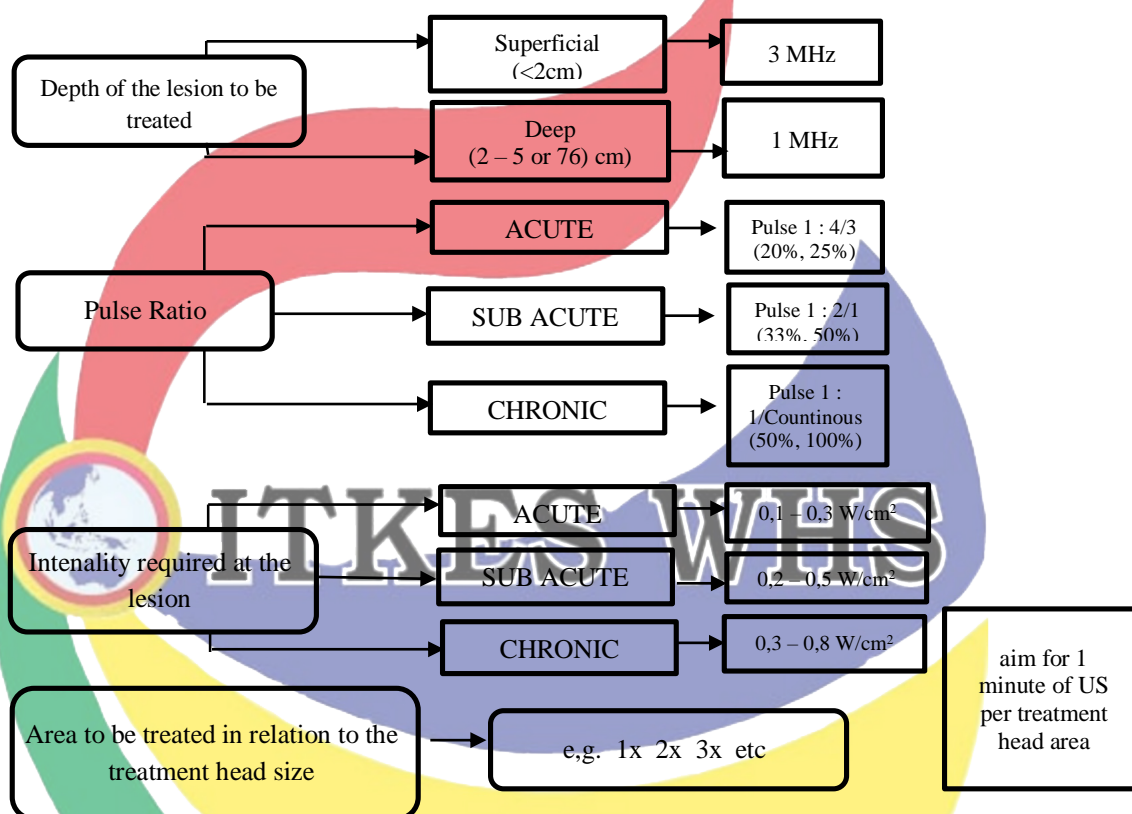 Superficial
(<2cm)
3 MHz
Depth of the lesion to be
treated
Deep
(2 – 5 or 76) cm)
1 MHz
ACUTE
Pulse 1 : 4/3
(20%, 25%)
Pulse Ratio
SUB ACUTE
Pulse 1 : 2/1
(33%, 50%)
CHRONIC
Pulse 1 :
1/Countinous
(50%, 100%)
ITKES WHS
ACUTE
0,1 – 0,3 W/cm²
Intenality required at the
lesion
SUB ACUTE
0,2 – 0,5 W/cm²
CHRONIC
0,3 – 0,8 W/cm²
Area to be treated in relation to the
treatment head size
e,g. 1x 2x 3x etc
aim for 1
minute of US
per treatment
head area